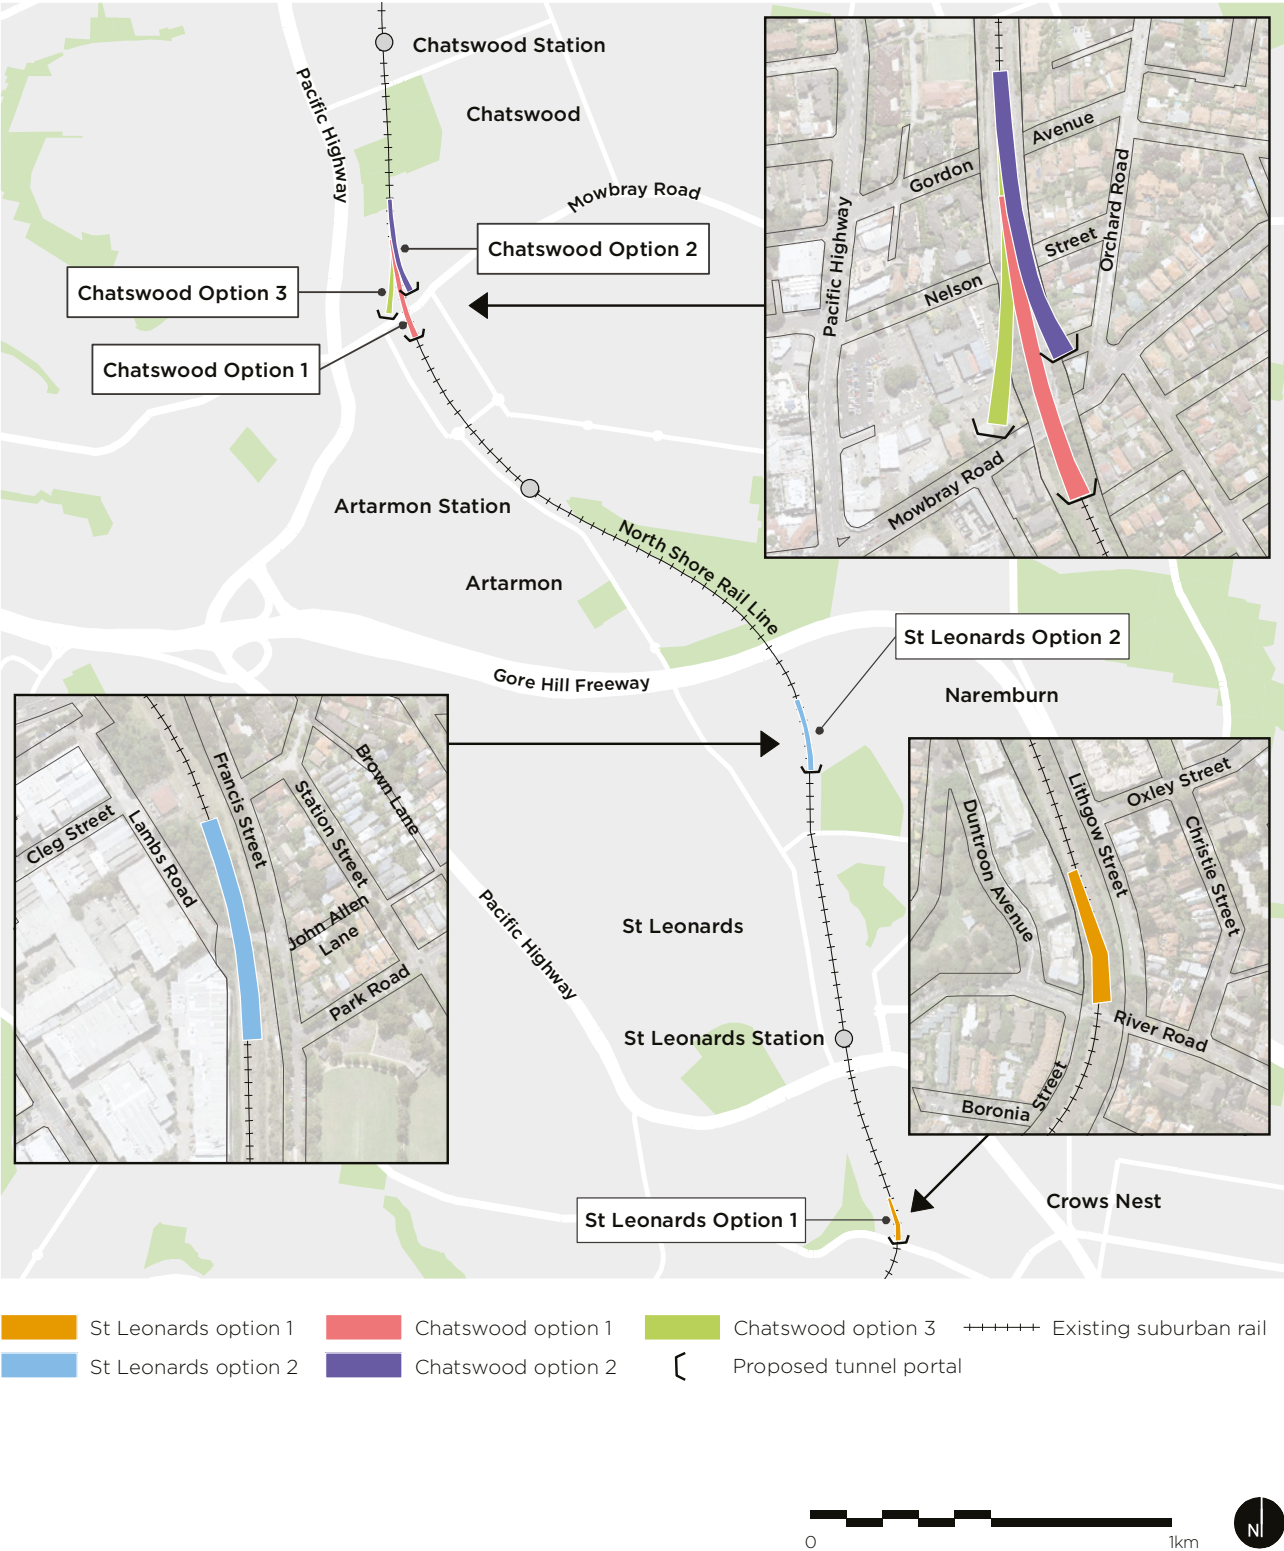 Chatswood Station
Pacific Highway
Chatswood
Mowbray Road
Chatswood Option 2
Chatswood Option 3
Chatswood Option 1
Avenue
Gordon
Orchard Road
Pacific Highway
Street
Nelson
Mowbray Road
Artarmon Station
North Shore Rail Line
Artarmon
St Leonards Option 2
Gore Hill Freeway
Naremburn
Francis Street
Brown Lane
Station Street
Cleg Street
Lambs Road
John Allen
Lane
Park Road
Lithgow Street
Oxley Street
Duntroon Avenue
Christie Street
River Road
Boronia Street
Pacific Highway
St Leonards
St Leonards Station
St Leonards Option 1
Crows Nest
St Leonards option 1
Chatswood option 1
Chatswood option 3
Existing suburban rail
St Leonards option 2
Chatswood option 2
Proposed tunnel portal
0
1km
N